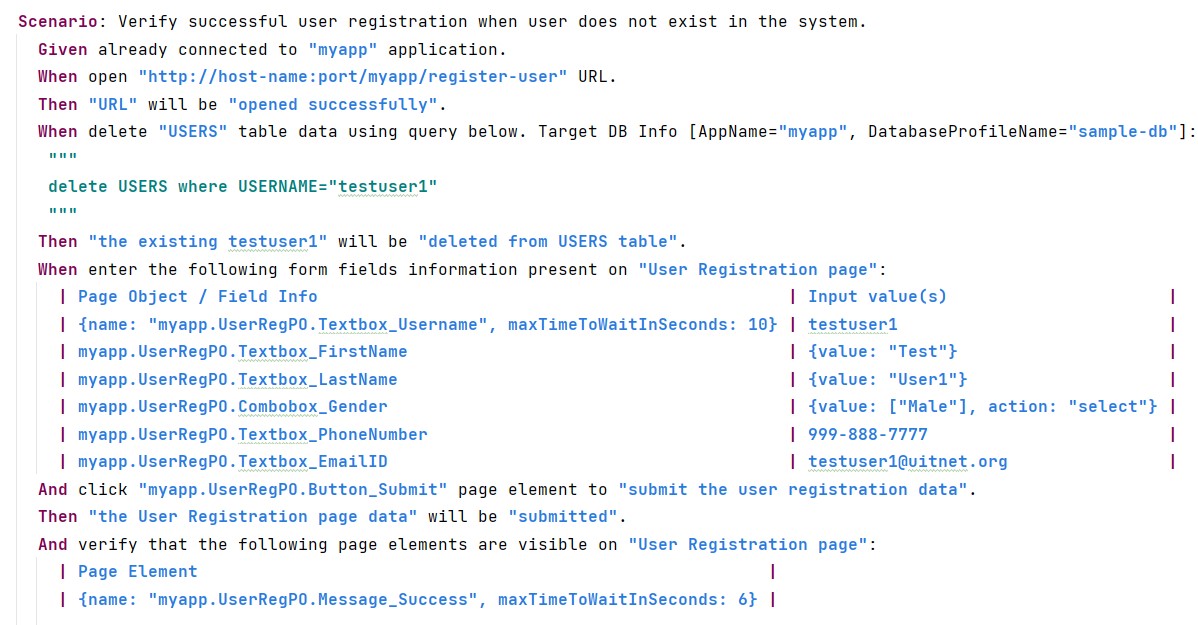 Scenario: Verify successful user registration when user does not exist in the system.
Given already connected to "myapp" application.
When open "http://host-name:port/myapp/register-user" URL.
Then "URL" will be "opened successfully".
When delete "USERS" table data using query below. Target DB Info [AppName="myapp", DatabaseProfileName="sample-db"]:
"""
delete USERS where USERNAME="testuser1"
"""
Then "the existing testuser1" will be "deleted from USERS table".
When enter the following form fields information present on "User Registration page":
| Page Object / Field Info | Input value(s) |
| {name: "myapp.UserRegPO.Textbox_Username", maxTimeToWaitInSeconds: 10} | testuser1 |
| myapp.UserRegPO.Textbox_FirstName | {value: "Test"} |
| myapp.UserRegPO.Textbox_LastName | {value: "User1"} |
| myapp.UserRegPO.Combobox_Gender | {value: ["Male"], action: "select"} |
| myapp.UserRegPO.Textbox_PhoneNumber | 999-888-7777 |
| myapp.UserRegPO.Textbox_EmailID | testuser1@uitnet.org |
And click "myapp.UserRegPO.Button_Submit" page element to "submit the user registration data".
Then "the User Registration page data" will be "submitted".
And verify that the following page elements are visible on "User Registration page":
| Page Element |
| {name: "myapp.UserRegPO.Message_Success", maxTimeToWaitInSeconds: 6} |